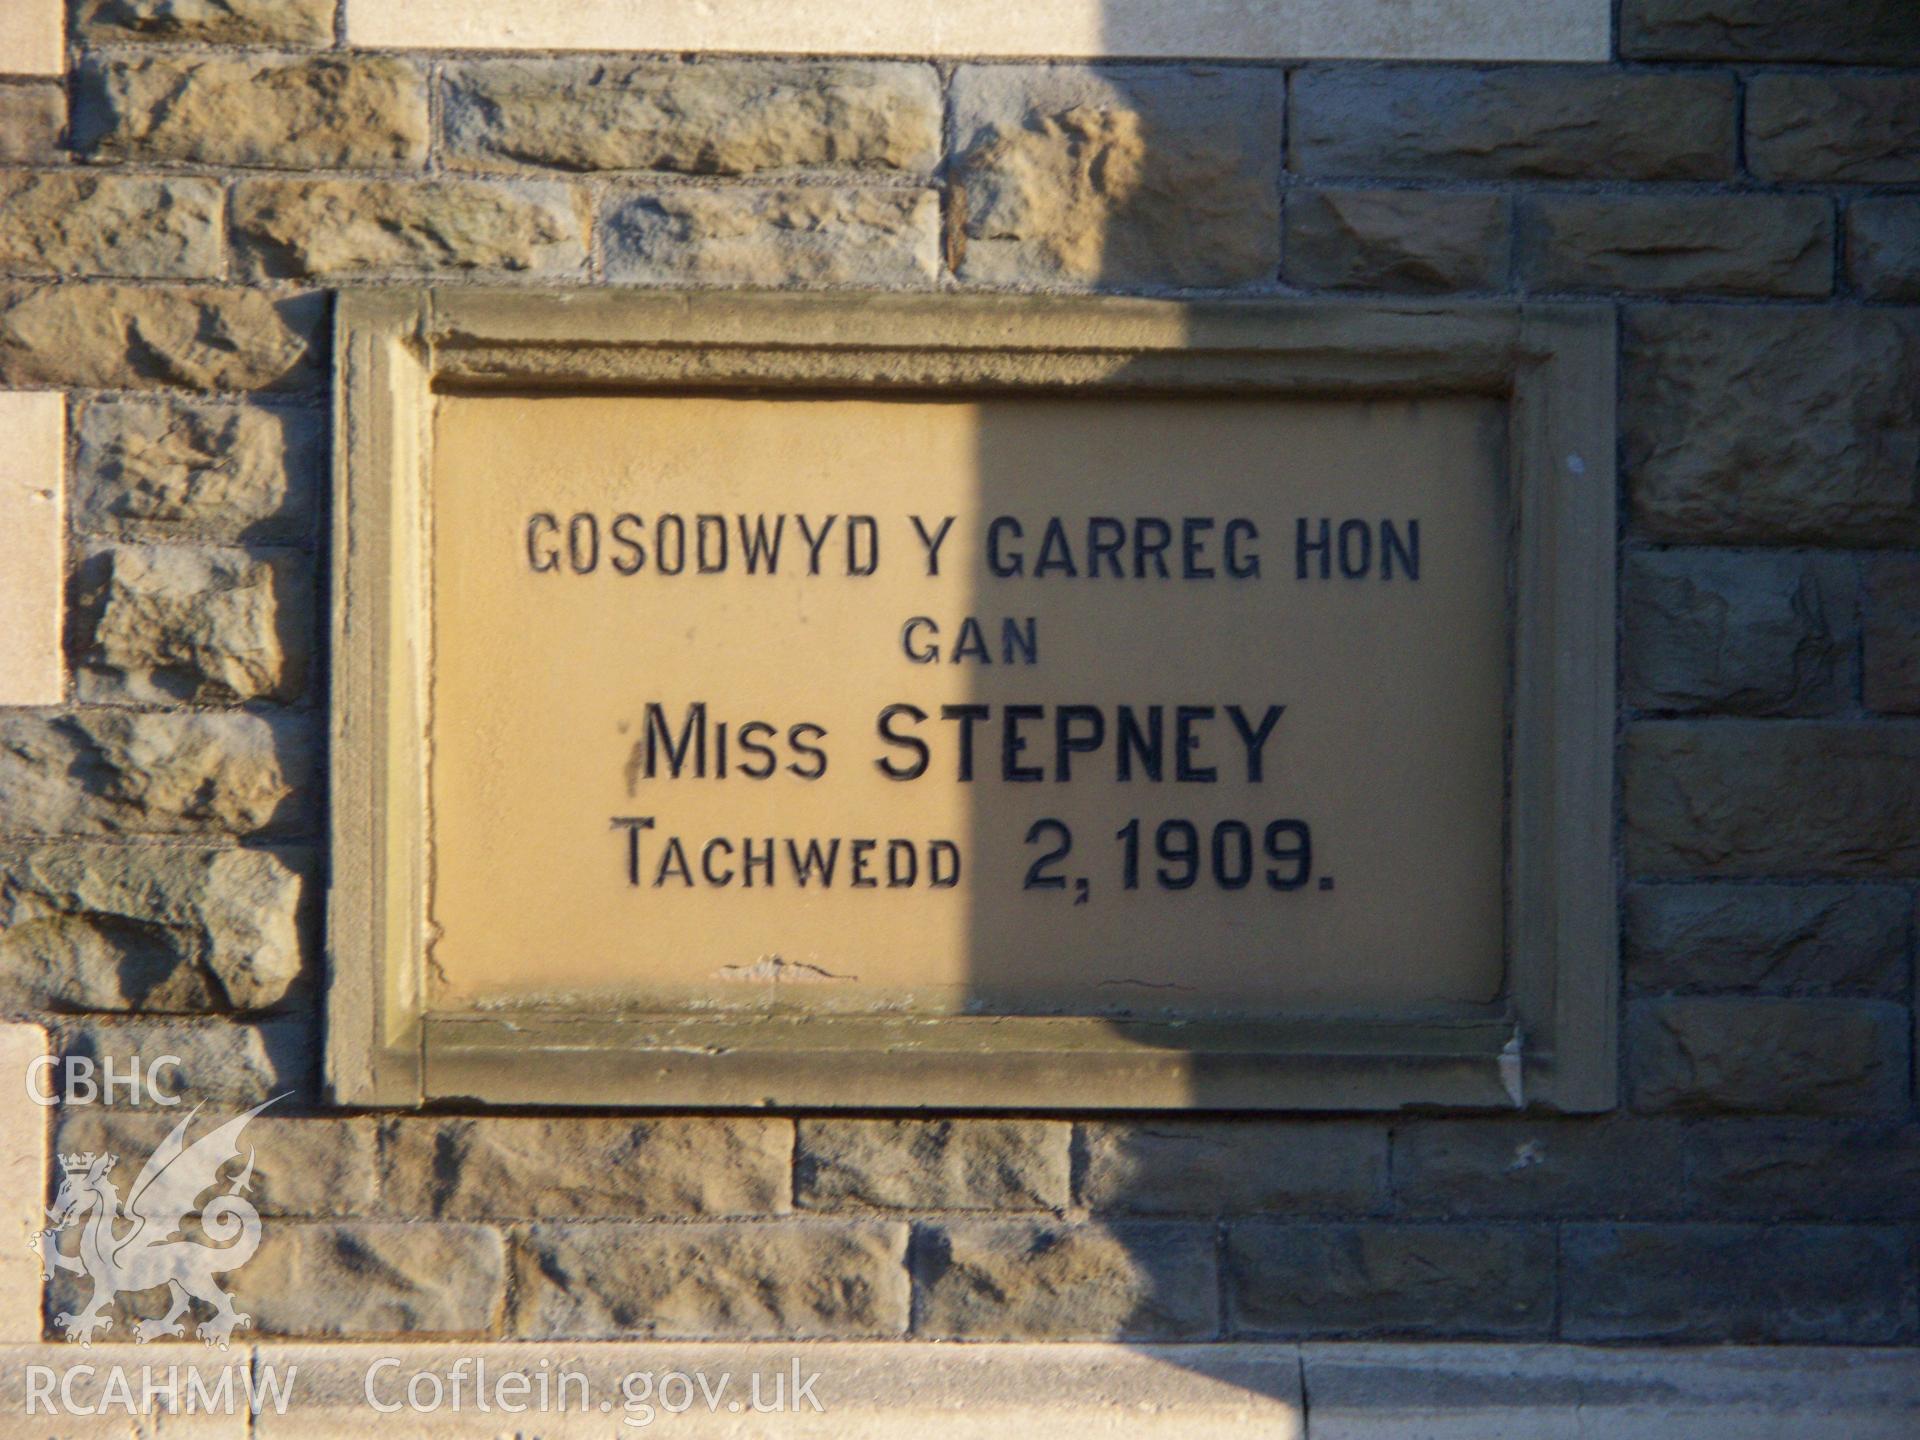 GOSODWYD Y GARREG HON
GAN
MISS STEPNEY
TACHWEDD 2, 1909.
CBHC
RCAHMW Coflein.gov.uk